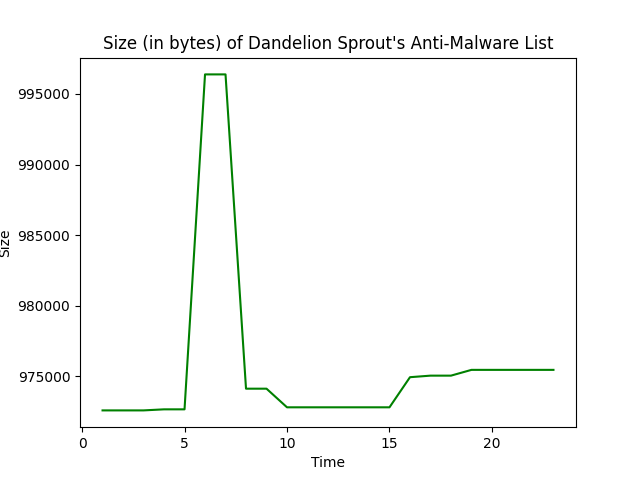 Size (in bytes) of Dandelion Sprout's Anti-Malware List
995000
990000
985000
980000
975000
Size
0 5 10 15 20
Time